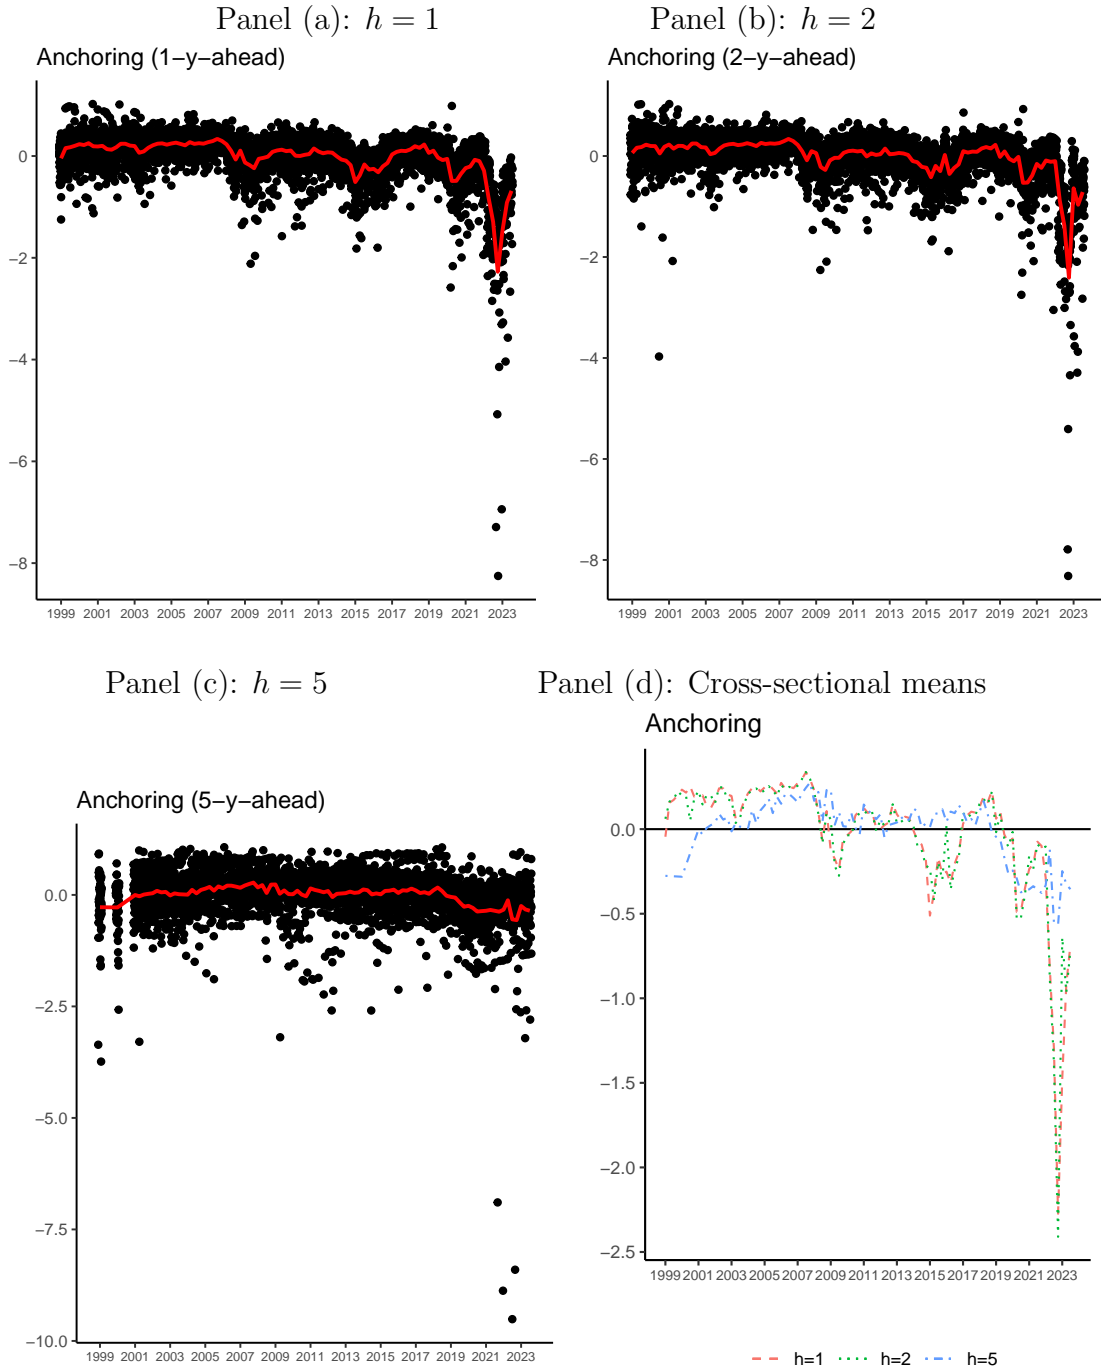 Panel (a): h = 1
Anchoring (1−y−ahead)
0
−2
−4
−6
−8
1999 2001 2003 2005 2007 2009 2011 2013 2015 2017 2019 2021 2023
Panel (b): h = 2
Anchoring (2−y−ahead)
0
−2
−4
−6
−8
1999 2001 2003 2005 2007 2009 2011 2013 2015 2017 2019 2021 2023
Panel (c): h = 5
Anchoring (5−y−ahead)
0.0
−2.5
−5.0
−7.5
−10.0
1999 2001 2003 2005 2007 2009 2011 2013 2015 2017 2019 2021 2023
Panel (d): Cross-sectional means
Anchoring
0.0
−0.5
−1.0
−1.5
−2.0
−2.5
1999 2001 2003 2005 2007 2009 2011 2013 2015 2017 2019 2021 2023
h=1 h=2 h=5